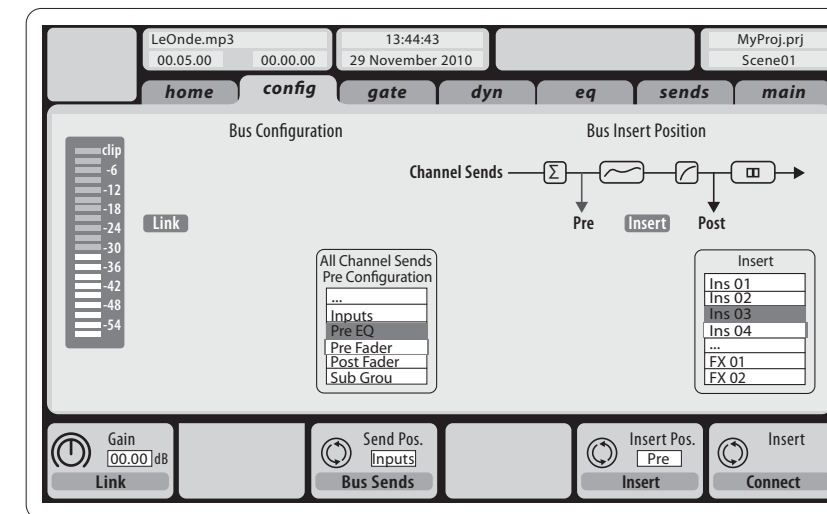 LeOnde.mp3
00.05.00 00.00.00
13:44:43
29 November 2010
MyProj.prj
Scene01
home config gate dyn eq sends main
Bus Configuration
Bus Insert Position
clip
-6
-12
-18
-24
-30
-36
-42
-48
-54
Link
Channel Sends
Σ
Pre Insert Post
All Channel Sends
Pre Configuration
...
Inputs
Pre EQ
Pre Fader
Post Fader
Sub Grou
Insert
Ins 01
Ins 02
Ins 03
Ins 04
...
FX 01
FX 02
Gain
00.00 dB
Link
Send Pos.
Inputs
Bus Sends
Insert Pos.
Pre
Insert
Insert
Connect